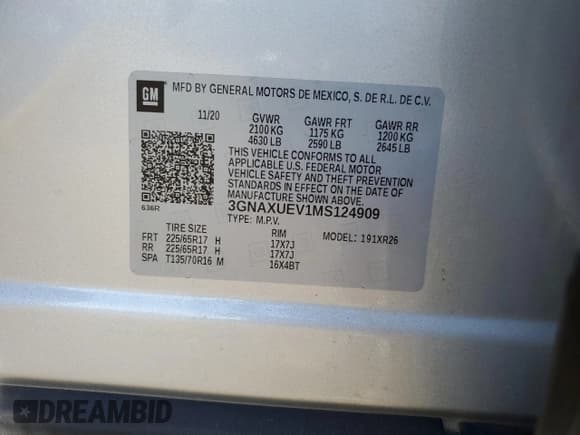 GM
MFD BY GENERAL MOTORS DE MEXICO, S. DE R.L. DE C.V.
11/20 GVWR GAWR FRT GAWR RR
2100 KG 1175 KG 1200 KG
4630 LB 2590 LB 2645 LB
THIS VEHICLE CONFORMS TO ALL
APPLICABLE U.S. FEDERAL MOTOR
VEHICLE SAFETY AND THEFT PREVENTION
STANDARDS IN EFFECT ON THE DATE OF
MANUFACTURE SHOWN ABOVE.
636R
3GNAXUEV1MS124909
TYPE: M.P.V.
TIRE SIZE RIM MODEL: 191XR26
FRT 225/65R17 H 17X7J
RR 225/65R17 H 17X7J
SPA T135/70R16 M 16X4BT
DREAMBID